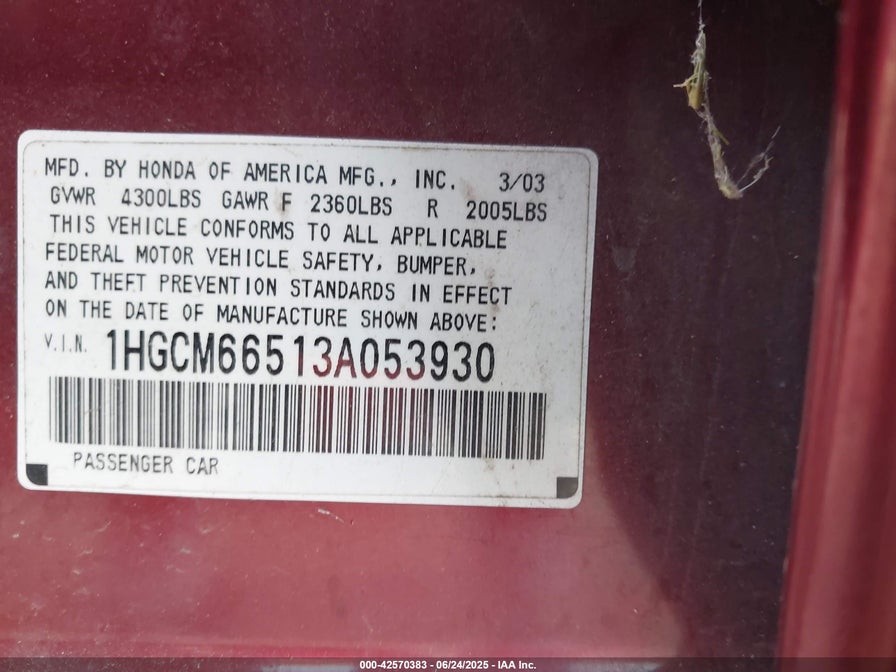 MFD. BY HONDA OF AMERICA MFG., INC. 3/03
GVWR 4300LBS GAWR F 2360LBS R 2005LBS
THIS VEHICLE CONFORMS TO ALL APPLICABLE
FEDERAL MOTOR VEHICLE SAFETY, BUMPER,
AND THEFT PREVENTION STANDARDS IN EFFECT
ON THE DATE OF MANUFACTURE SHOWN ABOVE:
V.I.N. 1HGCM66513A053930
PASSENGER CAR
000-42570383 - 06/24/2025 - IAA Inc.